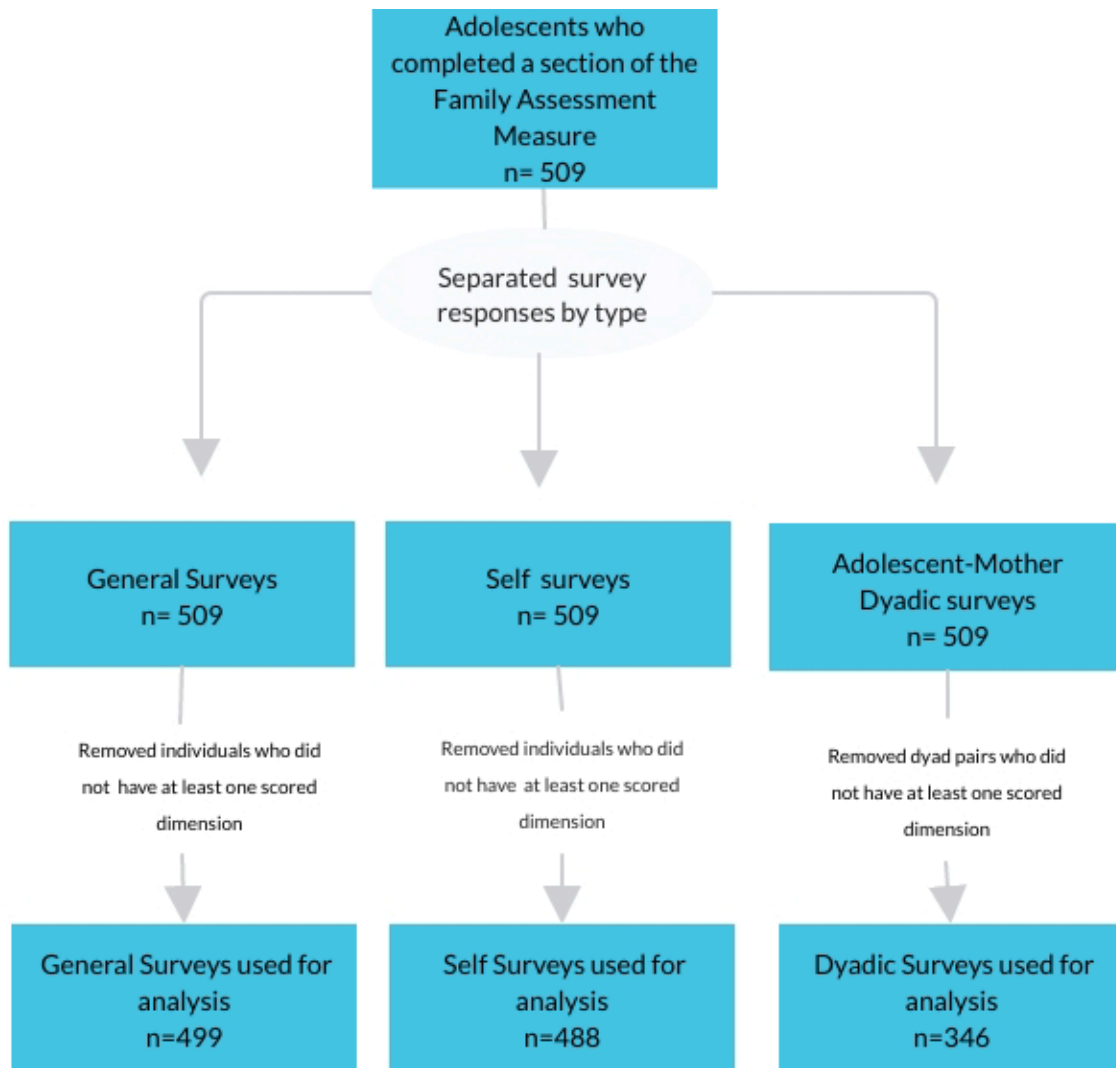 Adolescents who
completed a section of the
Family Assessment
Measure
n= 509
Separated survey
responses by type
General Surveys
n= 509
Self surveys
n= 509
Adolescent-Mother
Dyadic surveys
n= 509
Removed individuals who did
not have at least one scored
dimension
Removed individuals who did
not have at least one scored
dimension
Removed dyad pairs who did
not have at least one scored
dimension
General Surveys used for
analysis
n=499
Self Surveys used for
analysis
n=488
Dyadic Surveys used for
analysis
n=346